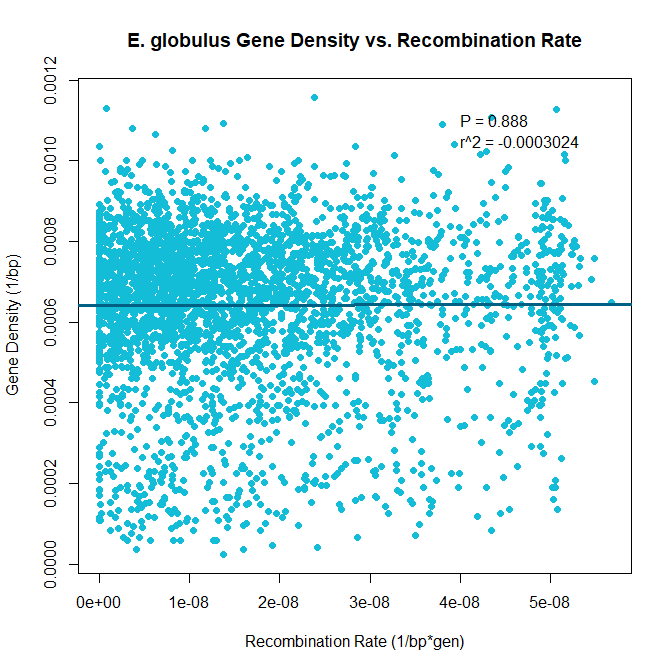 E. globulus Gene Density vs. Recombination Rate
P = 0.888
r^2 = -0.0003024
0.0012
0.0010
0.0008
0.0006
0.0004
0.0002
0.0000
Gene Density (1/bp)
0e+00 1e-08 2e-08 3e-08 4e-08 5e-08
Recombination Rate (1/bp*gen)